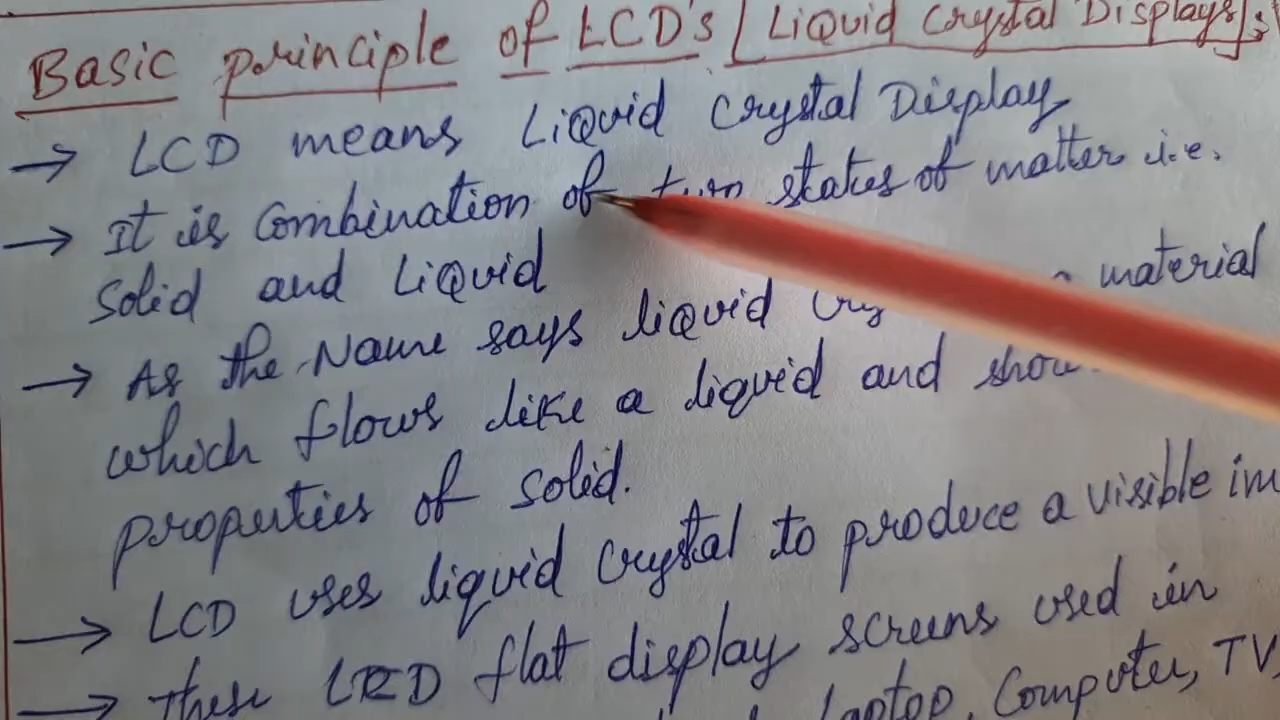 Basic principle of LCD's [Liquid Crystal Displays]:
→ LCD means Liquid Crystal Display
→ It is combination of two states of matter i.e.
solid and Liquid
→ As the Name says liquid material
which flows like a liquid and
properties of solid.
→ LCD uses liquid crystal to produce a visible im
→ These LCD flat display screens used in
Laptop, Computer, TV,